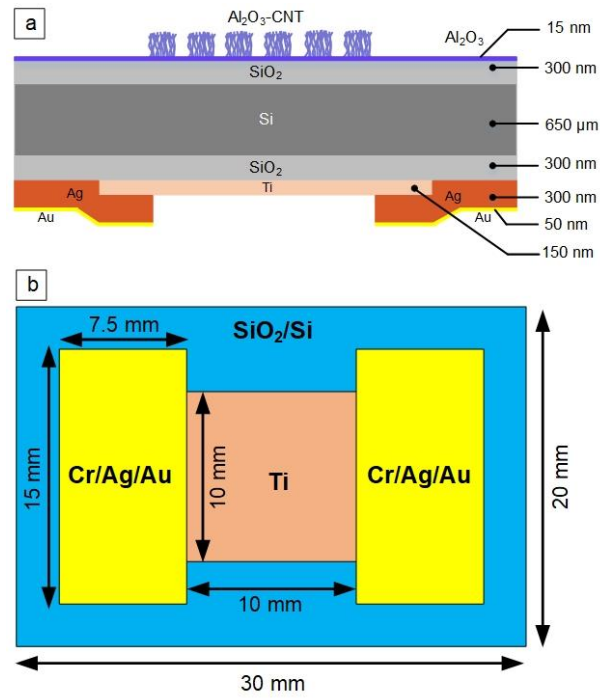 a
Al₂O₃-CNT
Al₂O₃
15 nm
SiO₂
300 nm
Si
650 µm
SiO₂
300 nm
Ti
Ag
Ag
300 nm
Au
Au
50 nm
150 nm
b
7.5 mm
SiO₂/Si
15 mm
Cr/Ag/Au
10 mm
Ti
Cr/Ag/Au
20 mm
10 mm
30 mm